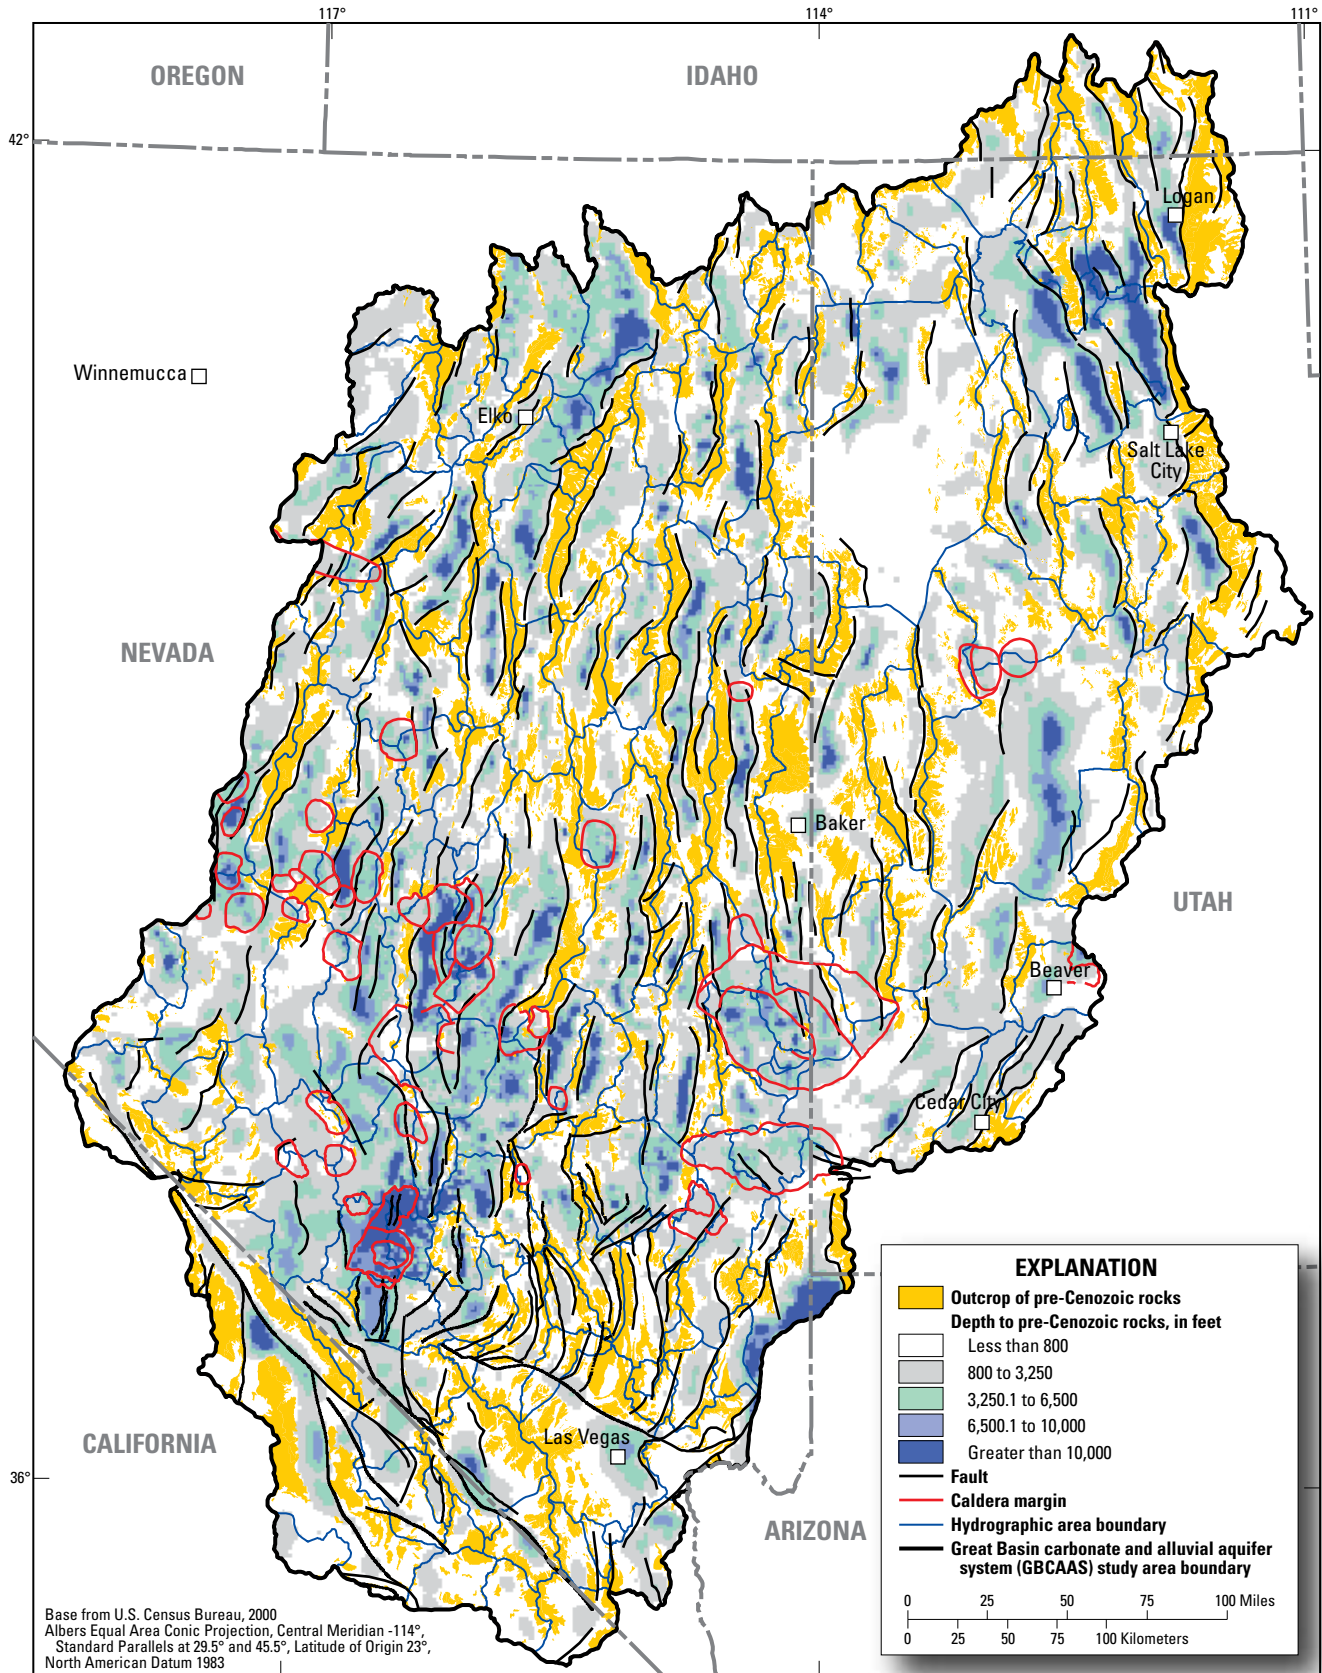 117°
114°
111°
OREGON
IDAHO
42°
Logan
Winnemucca
Elko
Salt Lake
City
NEVADA
Baker
UTAH
Beaver
Cedar City
EXPLANATION
Outcrop of pre-Cenozoic rocks
Depth to pre-Cenozoic rocks, in feet
Less than 800
800 to 3,250
3,250.1 to 6,500
6,500.1 to 10,000
Greater than 10,000
Fault
Caldera margin
Hydrographic area boundary
Great Basin carbonate and alluvial aquifer
system (GBCAAS) study area boundary
0 25 50 75 100 Miles
0 25 50 75 100 Kilometers
CALIFORNIA
Las Vegas
36°
ARIZONA
Base from U.S. Census Bureau, 2000
Albers Equal Area Conic Projection, Central Meridian -114°,
Standard Parallels at 29.5° and 45.5°, Latitude of Origin 23°,
North American Datum 1983